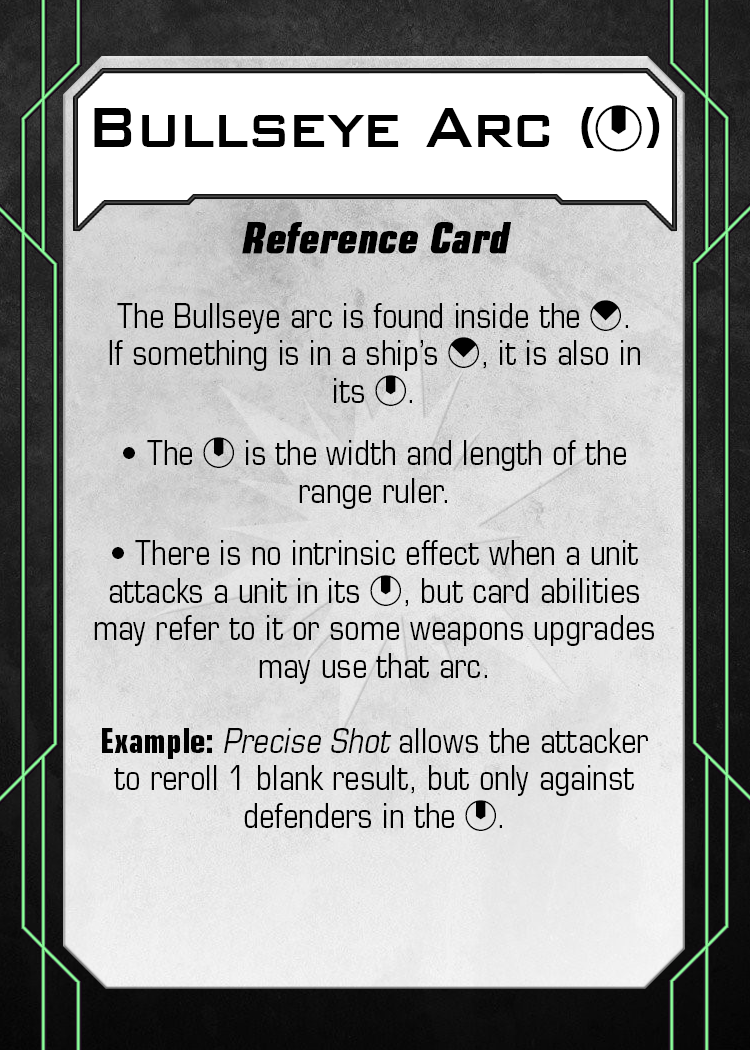 Bullseye Arc ()
Reference Card
The Bullseye arc is found inside the .
If something is in a ship's , it is also in
its .
• The is the width and length of the
range ruler.
• There is no intrinsic effect when a unit
attacks a unit in its , but card abilities
may refer to it or some weapons upgrades
may use that arc.
Example: Precise Shot allows the attacker
to reroll 1 blank result, but only against
defenders in the .